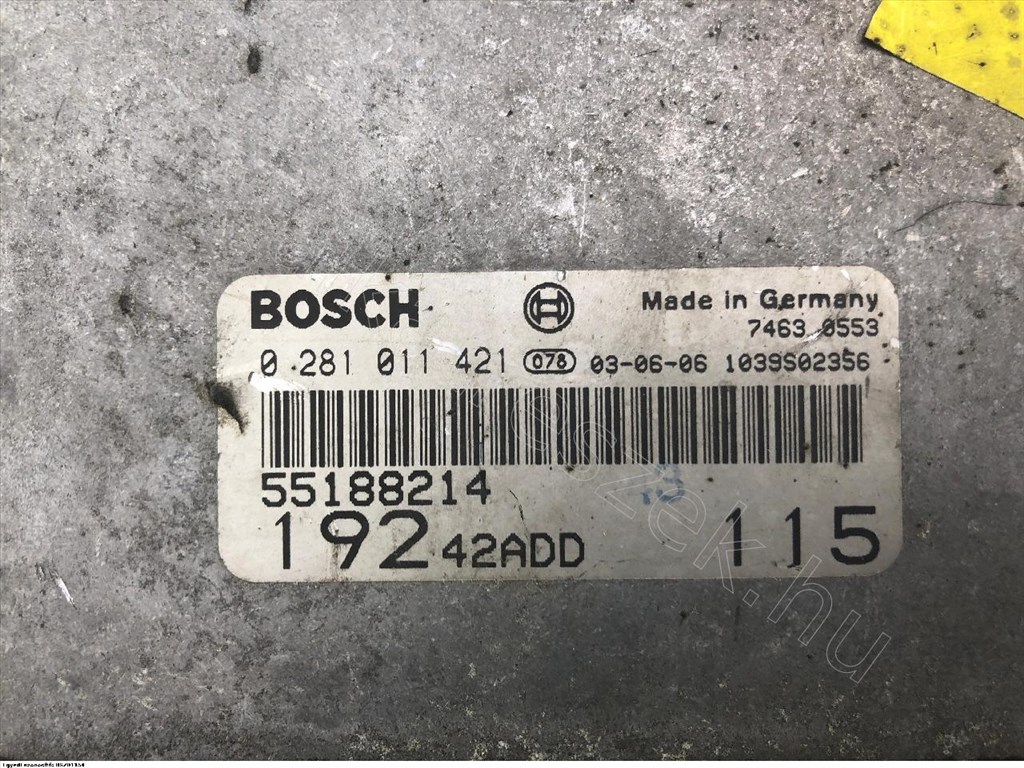 BOSCH
Made in Germany
7463 0553
0 281 011 421 078 03-06-06 1039S02356
55188214
.3
192 42ADD 115